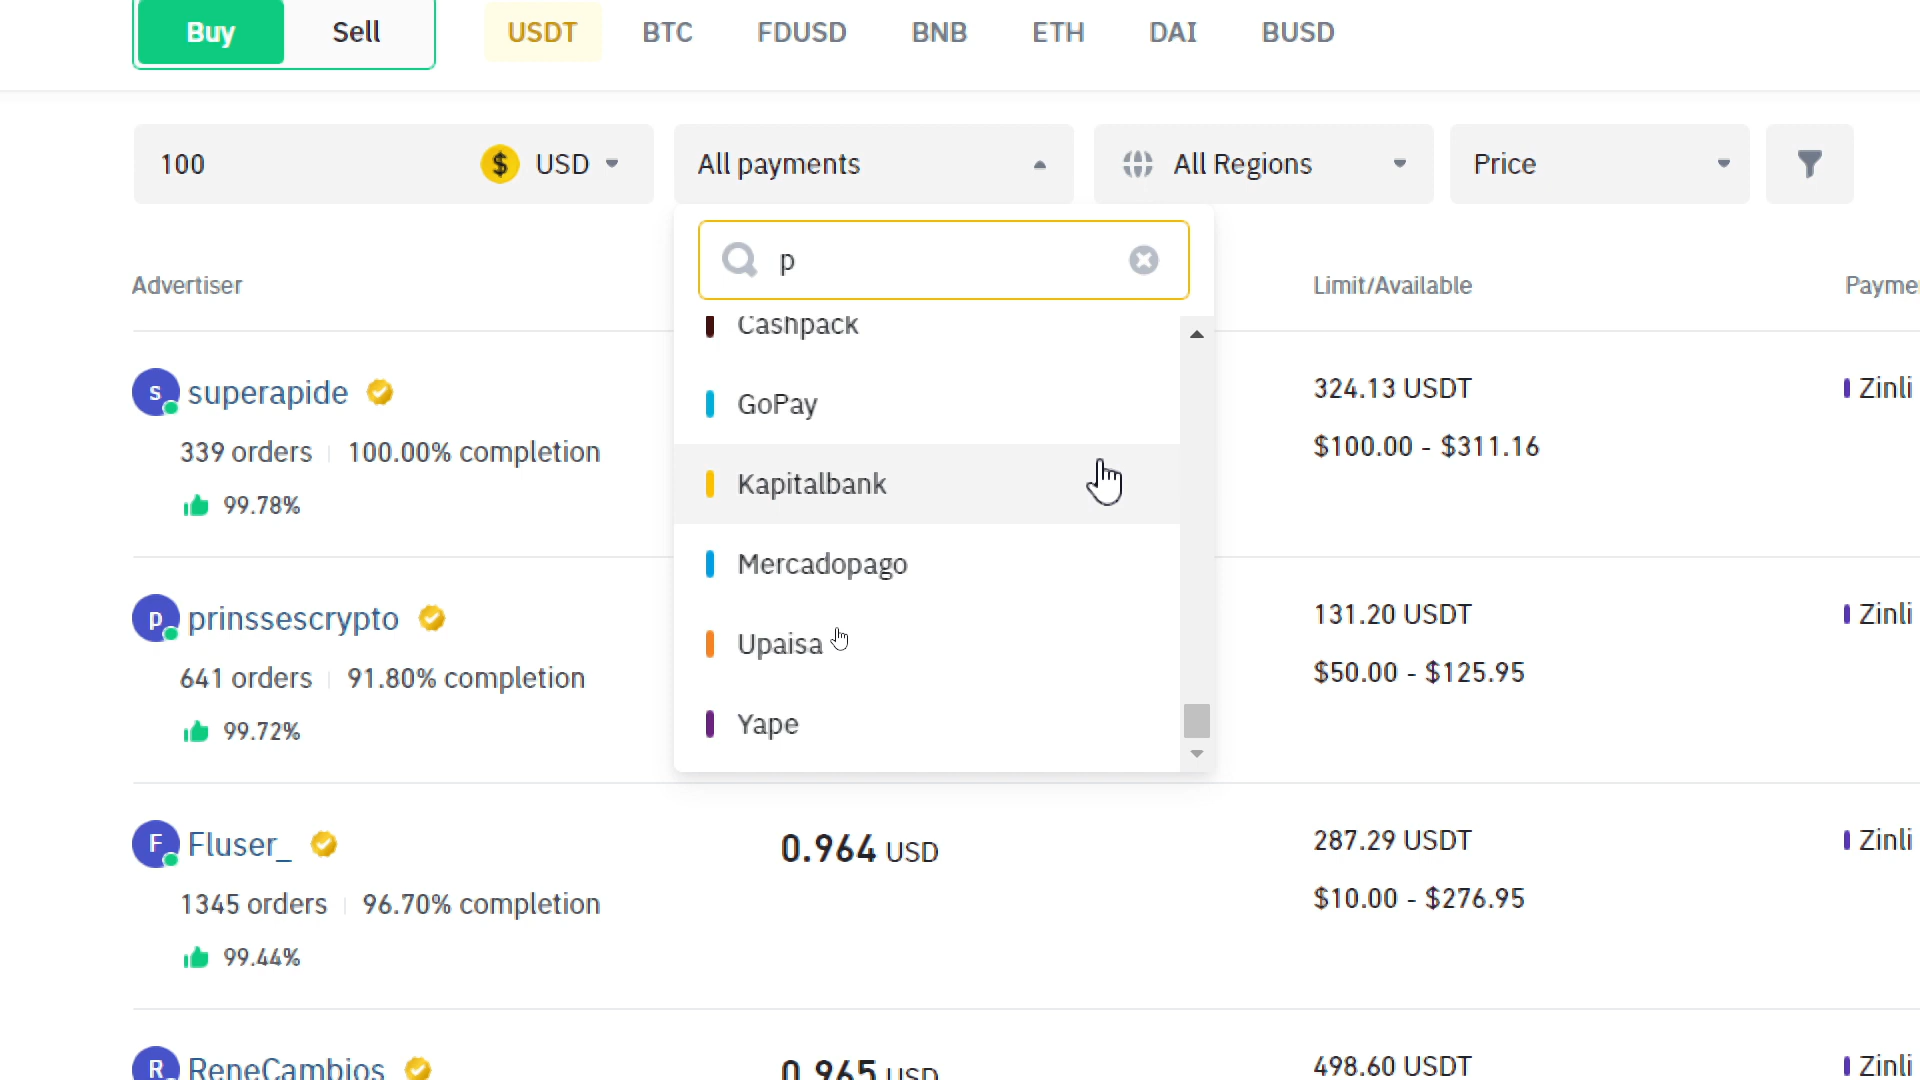 Buy Sell USDT BTC FDUSD BNB ETH DAI BUSD
100 $ USD All payments All Regions Price
p
Advertiser Limit/Available Payme
Cashpack
GoPay
Kapitalbank
Mercadopago
Upaisa
Yape
s superapide 324.13 USDT Zinli
339 orders 100.00% completion $100.00 - $311.16
99.78%
p prinssescrypto 131.20 USDT Zinli
641 orders 91.80% completion $50.00 - $125.95
99.72%
F Fluser_ 0.964 USD 287.29 USDT Zinli
1345 orders 96.70% completion $10.00 - $276.95
99.44%
R ReneCambios 0.965 USD 498.60 USDT Zinli